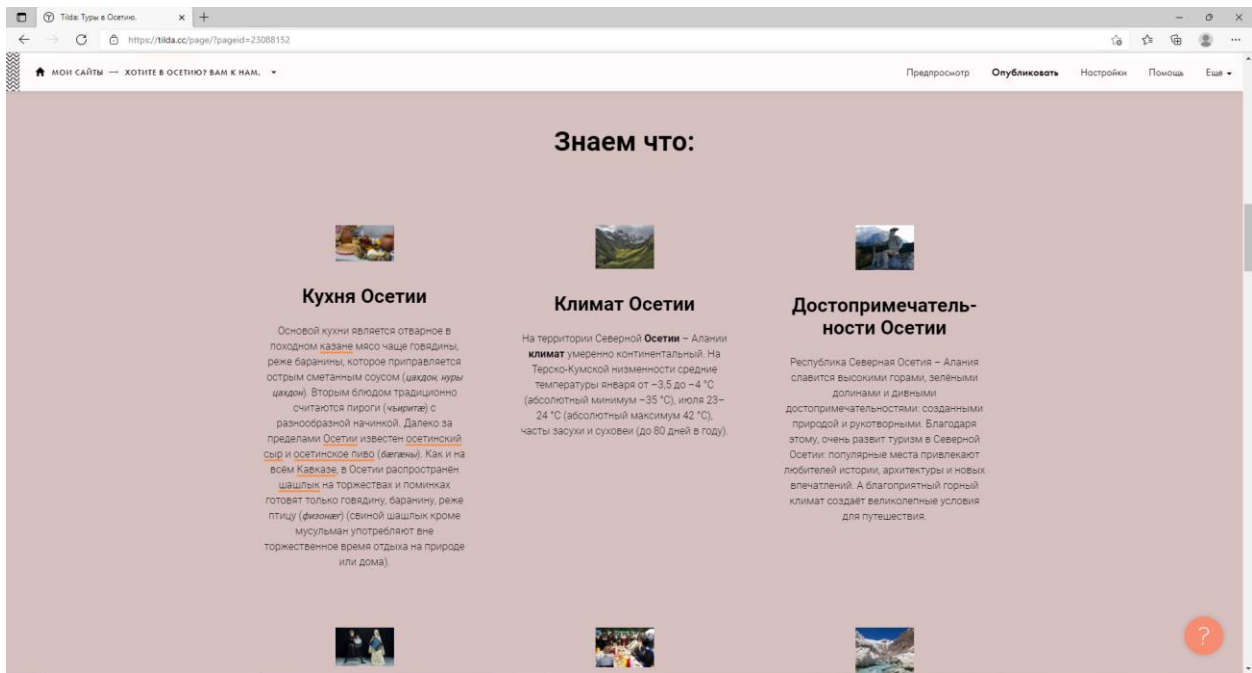 Tilda: Туры в Осетию.
https://tilda.cc/page/?pageid=23088152
МОИ САЙТЫ — ХОТИТЕ В ОСЕТИЮ? ВАМ К НАМ.
Предпросмотр Опубликовать Настройки Помощь Еще
Знаем что:
Кухня Осетии
Основой кухни является отварное в
походном казане мясо чаще говядины,
реже баранины, которое приправляется
острым сметанным соусом (цахдон, нуры
цахдон). Вторым блюдом традиционно
считаются пироги (чъиритæ) с
разнообразной начинкой. Далеко за
пределами Осетии известен осетинский
сыр и осетинское пиво (бæгæны). Как и на
всём Кавказе, в Осетии распространён
шашлык на торжествах и поминках
готовят только говядину, баранину, реже
птицу (физонæг) (свиной шашлык кроме
мусульман употребляют вне
торжественное время отдыха на природе
или дома).
Климат Осетии
На территории Северной Осетии – Алании
климат умеренно континентальный. На
Терско-Кумской низменности средние
температуры января от −3,5 до −4 °C
(абсолютный минимум −35 °C), июля 23–
24 °C (абсолютный максимум 42 °C),
часты засухи и суховеи (до 80 дней в году).
Достопримечатель-
ности Осетии
Республика Северная Осетия – Алания
славится высокими горами, зелёными
долинами и дивными
достопримечательностями: созданными
природой и рукотворными. Благодаря
этому, очень развит туризм в Северной
Осетии: популярные места привлекают
любителей истории, архитектуры и новых
впечатлений. А благоприятный горный
климат создаёт великолепные условия
для путешествия.
?